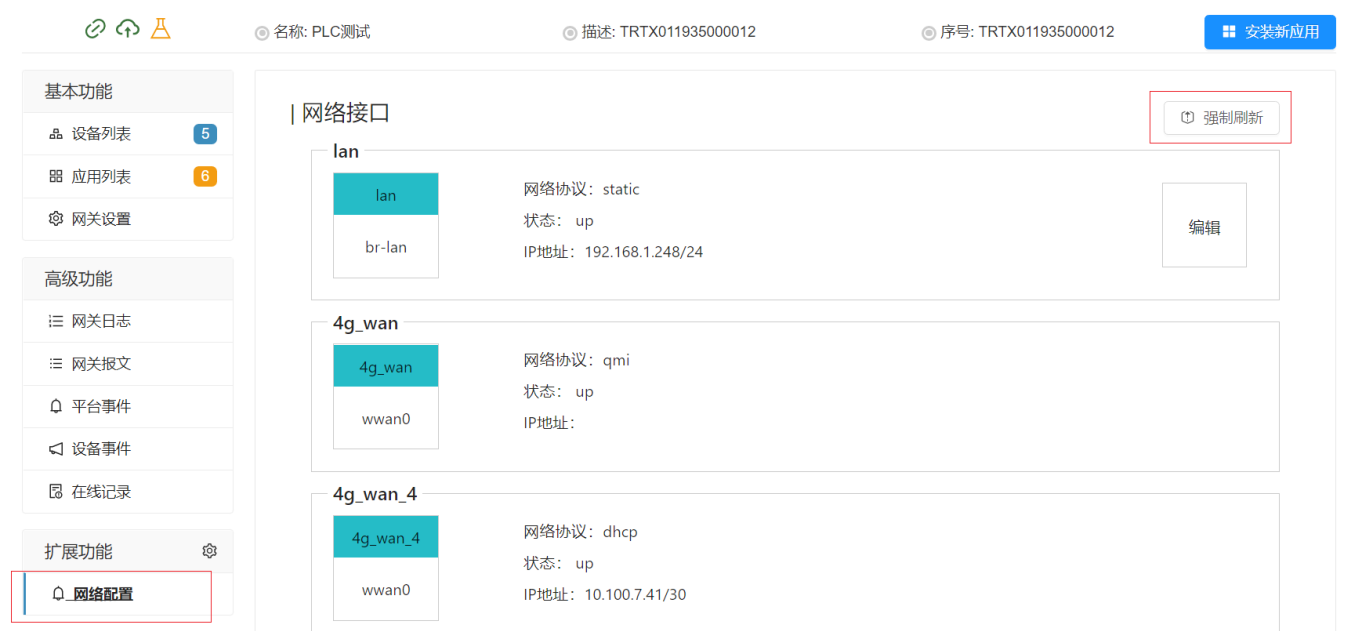 名称: PLC测试
描述: TRTX011935000012
序号: TRTX011935000012
安装新应用
基本功能
设备列表 5
应用列表 6
网关设置
高级功能
网关日志
网关报文
平台事件
设备事件
在线记录
扩展功能
网络配置
网络接口
强制刷新
lan
lan
br-lan
网络协议：static
状态： up
IP地址：192.168.1.248/24
编辑
4g_wan
4g_wan
wwan0
网络协议：qmi
状态： up
IP地址：
4g_wan_4
4g_wan_4
wwan0
网络协议：dhcp
状态： up
IP地址：10.100.7.41/30